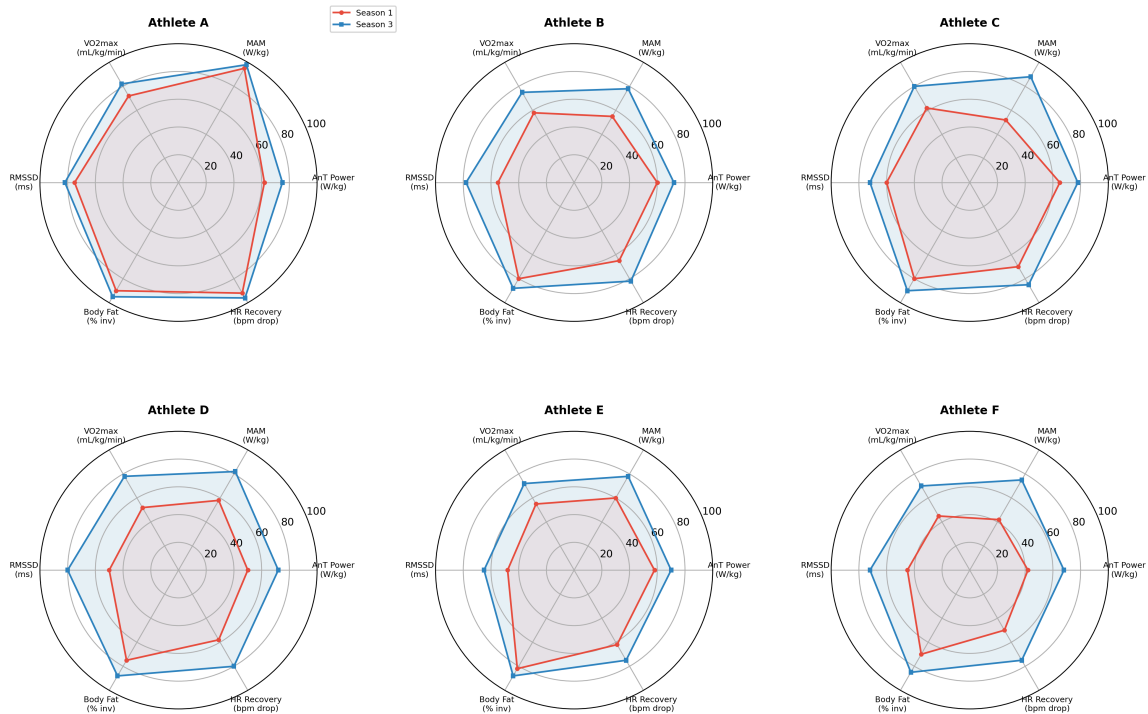 Season 1
Season 3
Athlete A
VO2max
(mL/kg/min)
MAM
(W/kg)
RMSSD
(ms)
AnT Power
(W/kg)
Body Fat
(% inv)
HR Recovery
(bpm drop)
20
40
60
80
100
Athlete B
VO2max
(mL/kg/min)
MAM
(W/kg)
RMSSD
(ms)
AnT Power
(W/kg)
Body Fat
(% inv)
HR Recovery
(bpm drop)
20
40
60
80
100
Athlete C
VO2max
(mL/kg/min)
MAM
(W/kg)
RMSSD
(ms)
AnT Power
(W/kg)
Body Fat
(% inv)
HR Recovery
(bpm drop)
20
40
60
80
100
Athlete D
VO2max
(mL/kg/min)
MAM
(W/kg)
RMSSD
(ms)
AnT Power
(W/kg)
Body Fat
(% inv)
HR Recovery
(bpm drop)
20
40
60
80
100
Athlete E
VO2max
(mL/kg/min)
MAM
(W/kg)
RMSSD
(ms)
AnT Power
(W/kg)
Body Fat
(% inv)
HR Recovery
(bpm drop)
20
40
60
80
100
Athlete F
VO2max
(mL/kg/min)
MAM
(W/kg)
RMSSD
(ms)
AnT Power
(W/kg)
Body Fat
(% inv)
HR Recovery
(bpm drop)
20
40
60
80
100